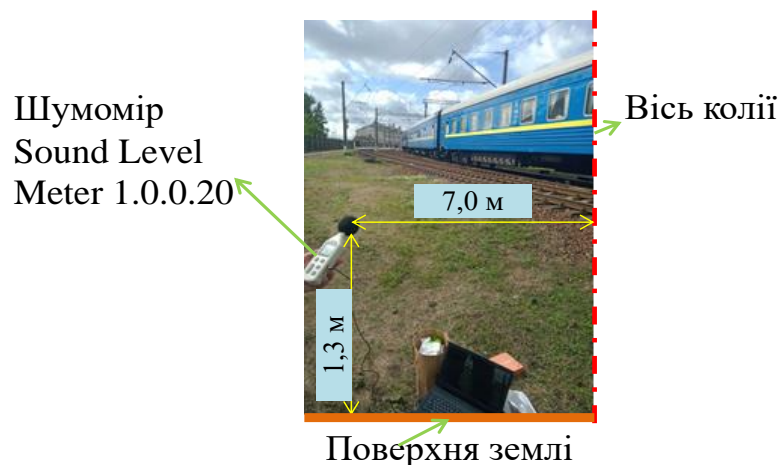 Шумомір
Sound Level
Meter 1.0.0.20
Вісь колії
7,0 м
1,3 м
Поверхня землі